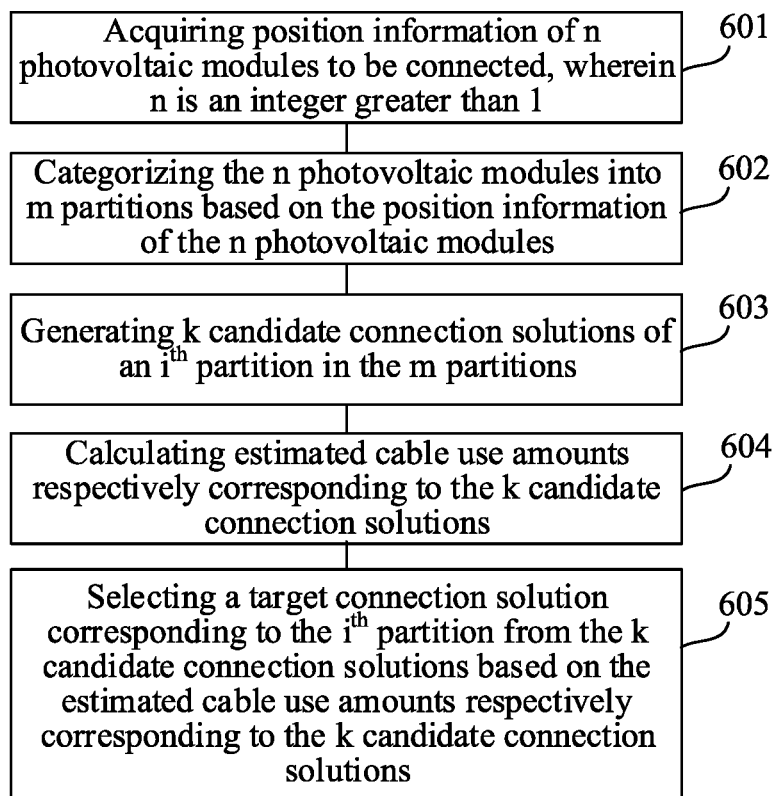 Acquiring position information of n
photovoltaic modules to be connected, wherein
n is an integer greater than 1
601
Categorizing the n photovoltaic modules into
m partitions based on the position information
of the n photovoltaic modules
602
Generating k candidate connection solutions of
an i^th partition in the m partitions
603
Calculating estimated cable use amounts
respectively corresponding to the k candidate
connection solutions
604
Selecting a target connection solution
corresponding to the i^th partition from the k
candidate connection solutions based on the
estimated cable use amounts respectively
corresponding to the k candidate connection
solutions
605